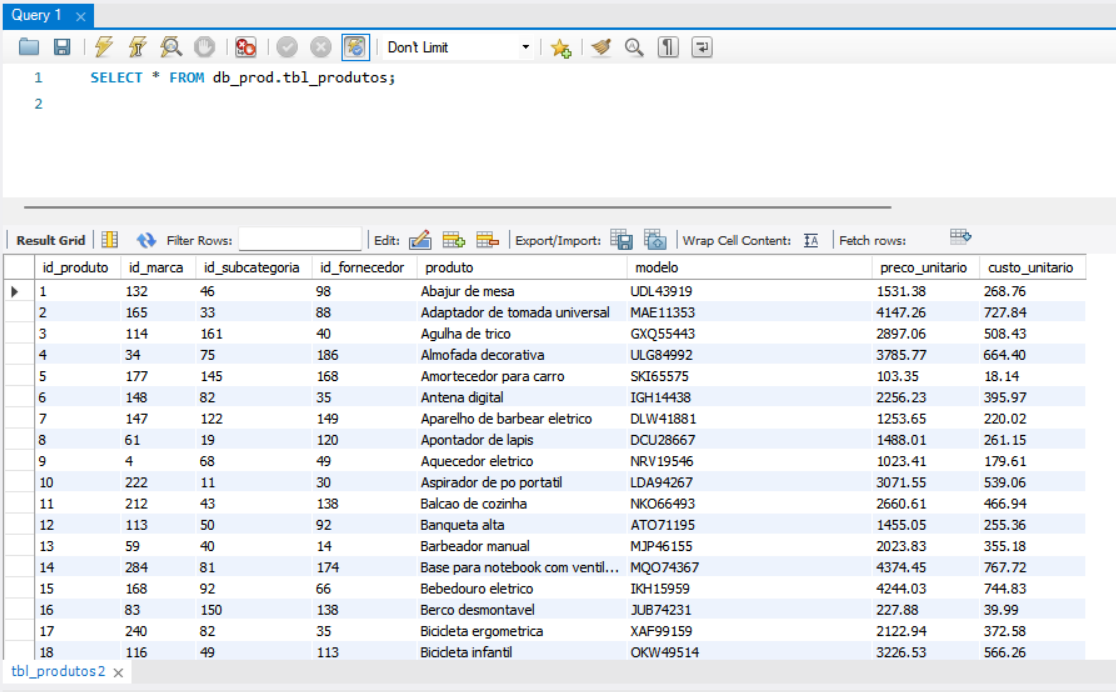 Query 1
Don't Limit
1 SELECT * FROM db_prod.tbl_produtos;
2
Result Grid Filter Rows: Edit: Export/Import: Wrap Cell Content: IA Fetch rows:
id_produto id_marca id_subcategoria id_fornecedor produto modelo preco_unitario custo_unitario
1 132 46 98 Abajur de mesa UDL43919 1531.38 268.76
2 165 33 88 Adaptador de tomada universal MAE11353 4147.26 727.84
3 114 161 40 Agulha de trico GXQ55443 2897.06 508.43
4 34 75 186 Almofada decorativa ULG84992 3785.77 664.40
5 177 145 168 Amortecedor para carro SKI65575 103.35 18.14
6 148 82 35 Antena digital IGH14438 2256.23 395.97
7 147 122 149 Aparelho de barbear eletrico DLW41881 1253.65 220.02
8 61 19 120 Apontador de lapis DCU28667 1488.01 261.15
9 4 68 49 Aquecedor eletrico NRV19546 1023.41 179.61
10 222 11 30 Aspirador de po portatil LDA94267 3071.55 539.06
11 212 43 138 Balcao de cozinha NKO66493 2660.61 466.94
12 113 50 92 Banqueta alta ATO71195 1455.05 255.36
13 59 40 14 Barbeador manual MJP46155 2023.83 355.18
14 284 81 174 Base para notebook com ventil... MQO74367 4374.45 767.72
15 168 92 66 Bebedouro eletrico IKH15959 4244.03 744.83
16 83 150 138 Berco desmontavel JUB74231 227.88 39.99
17 240 82 35 Bicicleta ergometrica XAF99159 2122.94 372.58
18 116 49 113 Bicicleta infantil OKW49514 3226.53 566.26
tbl_produtos2